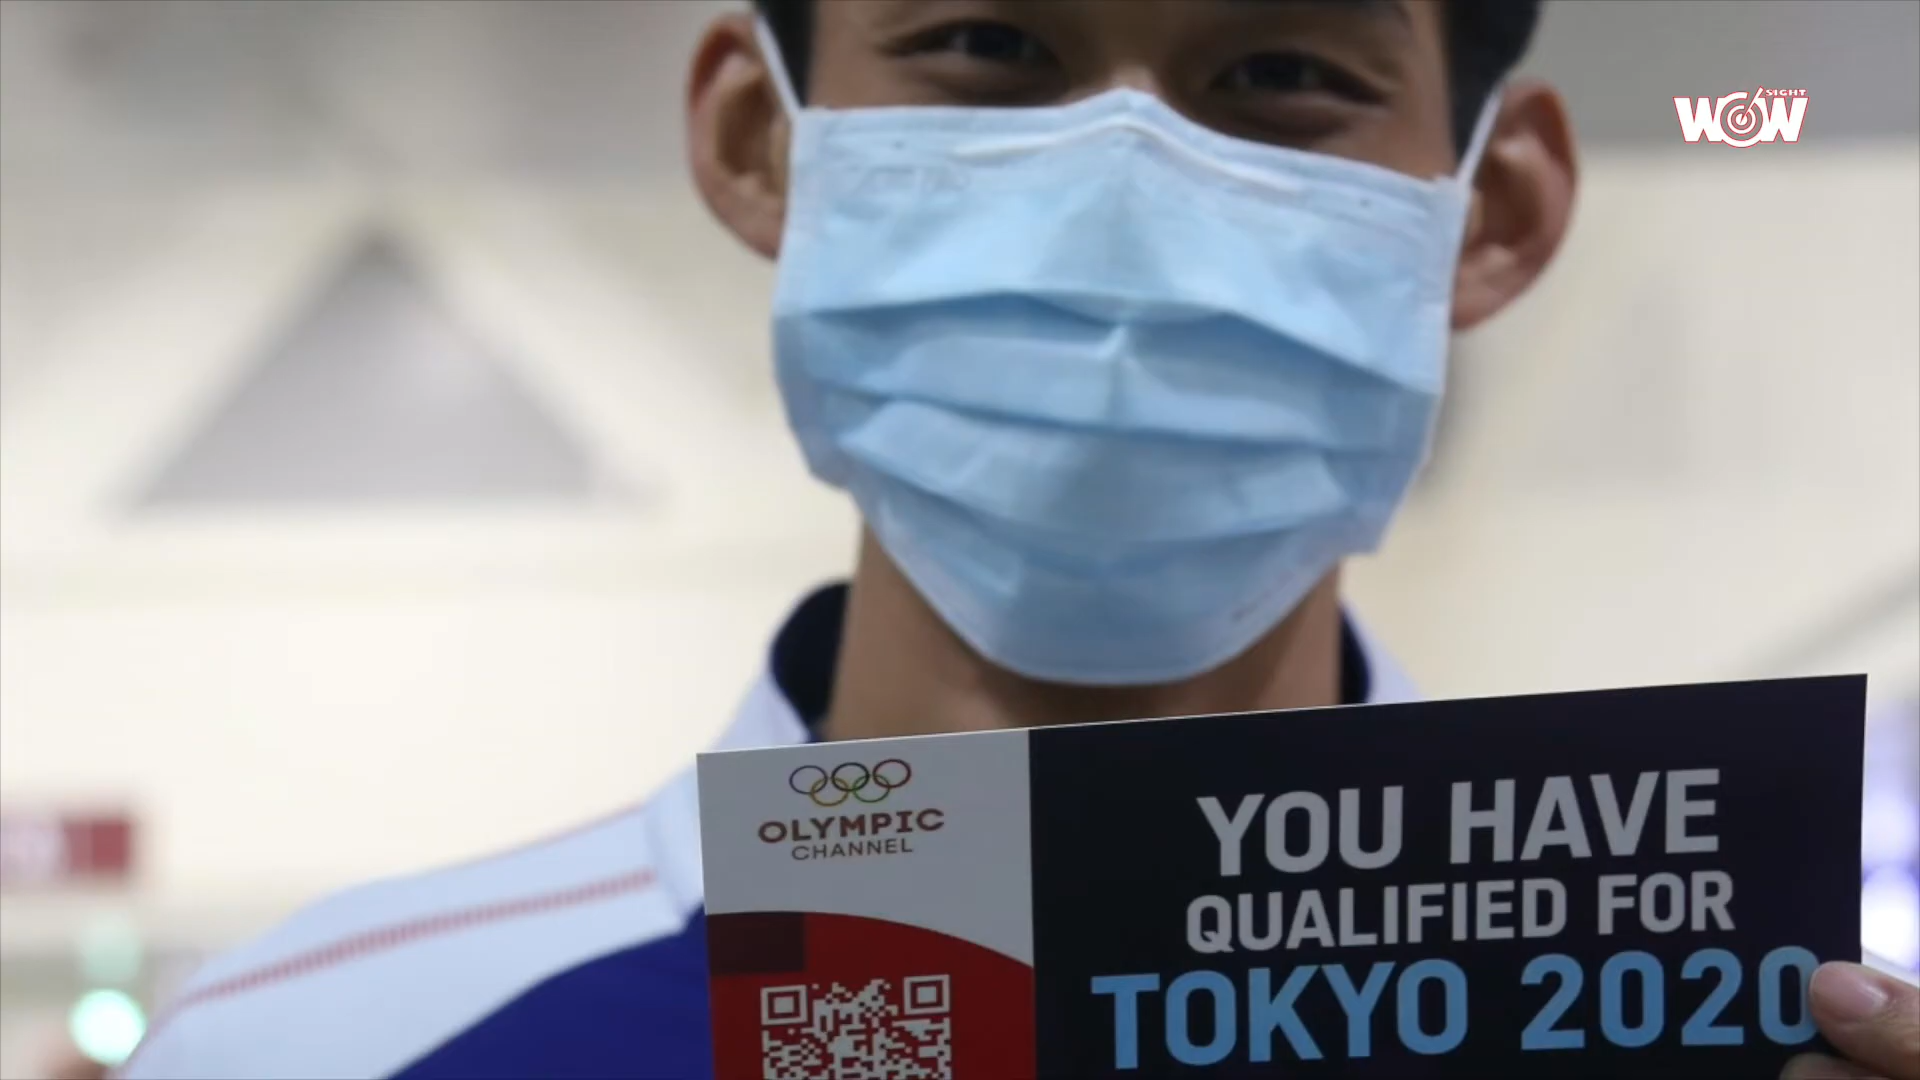 SIGHT
WOW
OLYMPIC
CHANNEL
YOU HAVE
QUALIFIED FOR
TOKYO 2020